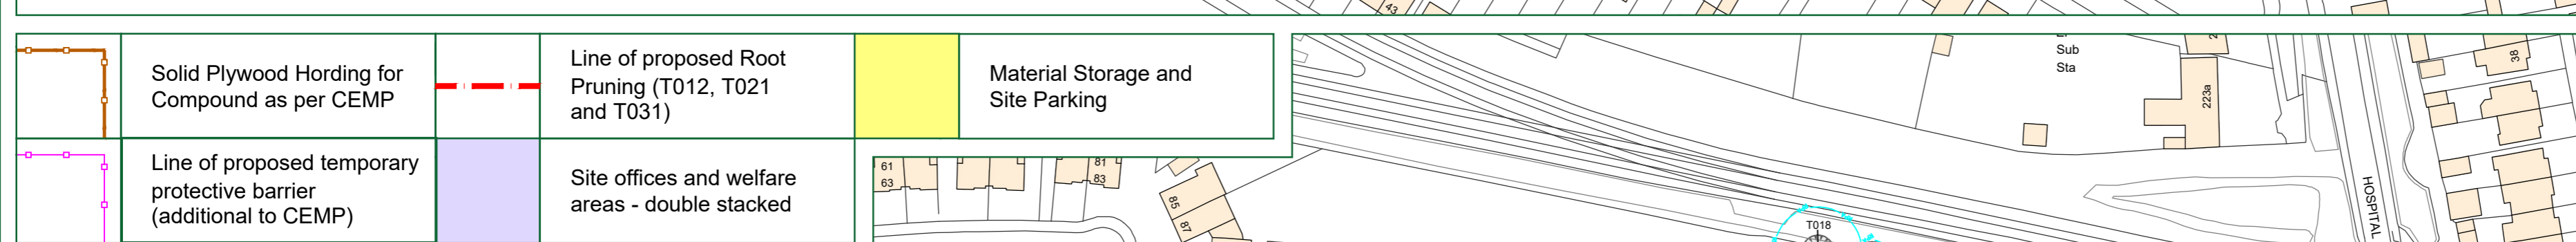 43
Solid Plywood Hording for
Compound as per CEMP
Line of proposed Root
Pruning (T012, T021
and T031)
Material Storage and
Site Parking
Line of proposed temporary
protective barrier
(additional to CEMP)
Site offices and welfare
areas - double stacked
Sub
Sta
223a
38
61
63
81
83
85
87
T018
HOSPITAL